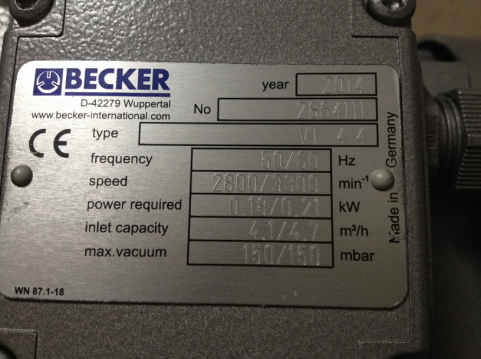 BECKER
D-42279 Wuppertal
www.becker-international.com
year 2014
No 2864111
type VT 4.4
frequency 50/60 Hz
speed 2800/3300 min⁻¹
power required 0.18/0.21 kW
inlet capacity 4.1/4.7 m³/h
max.vacuum 150/150 mbar
CE
WN 87.1-18
Made in Germany